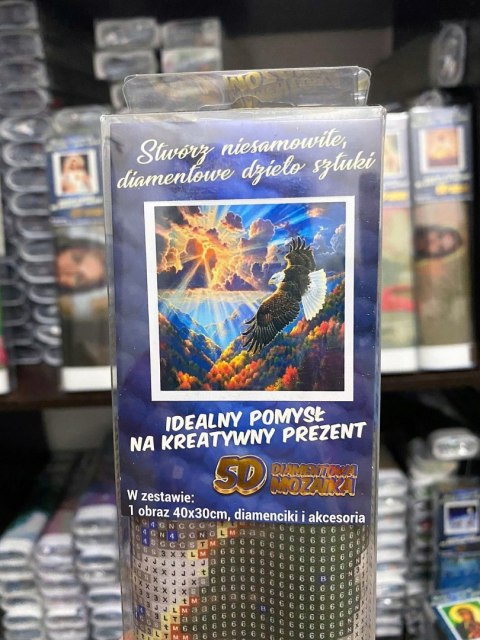 Stwórz niesamowite,
diamentowe dzieło sztuki
IDEALNY POMYSŁ
NA KREATYWNY PREZENT
5D DIAMENTOWA
MOZAIKA
W zestawie:
1 obraz 40x30cm, diamenciki i akcesoria